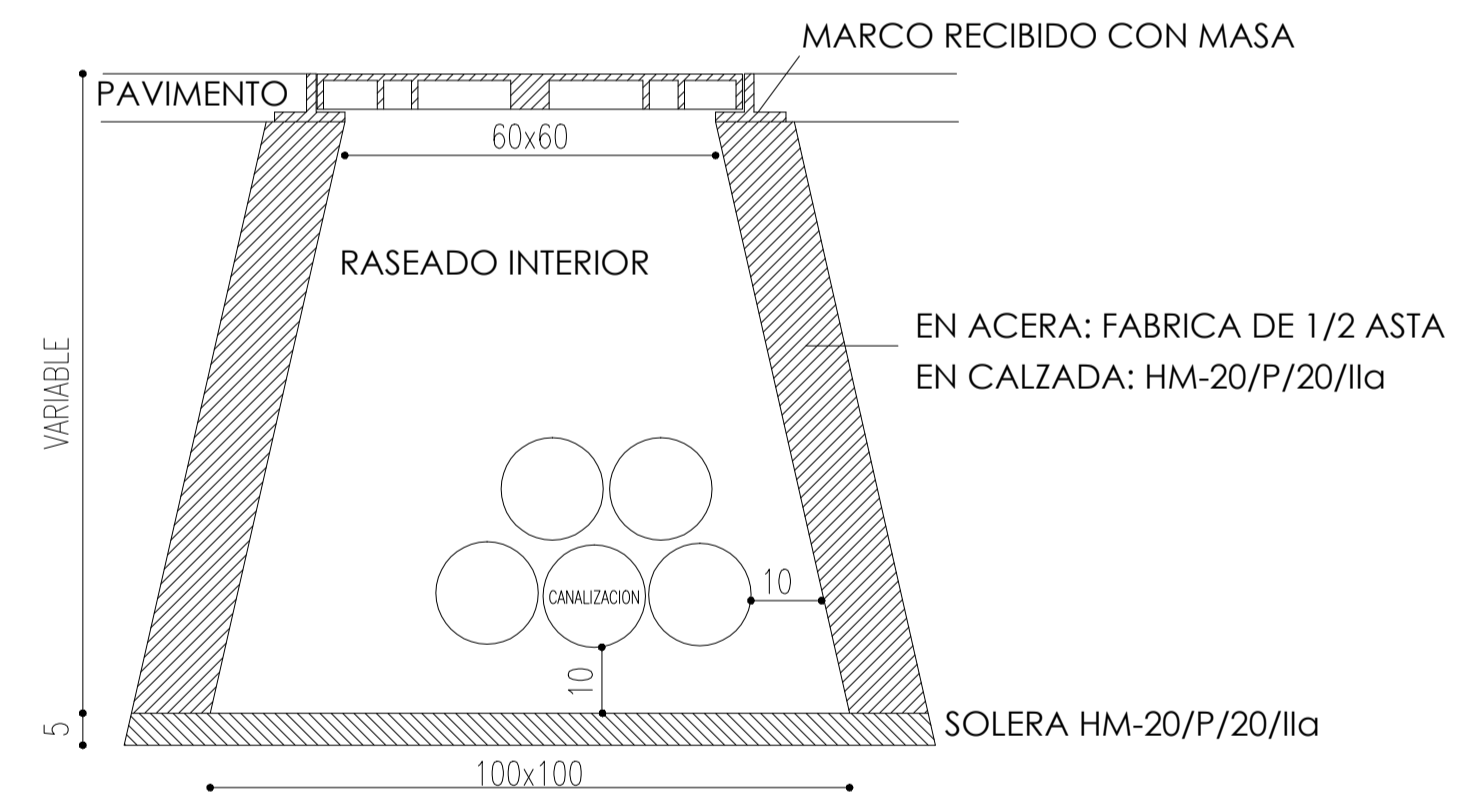 MARCO RECIBIDO CON MASA
PAVIMENTO
60x60
RASEADO INTERIOR
EN ACERA: FABRICA DE 1/2 ASTA
EN CALZADA: HM-20/P/20/IIa
VARIABLE
10
CANALIZACION
10
5
SOLERA HM-20/P/20/IIa
100x100